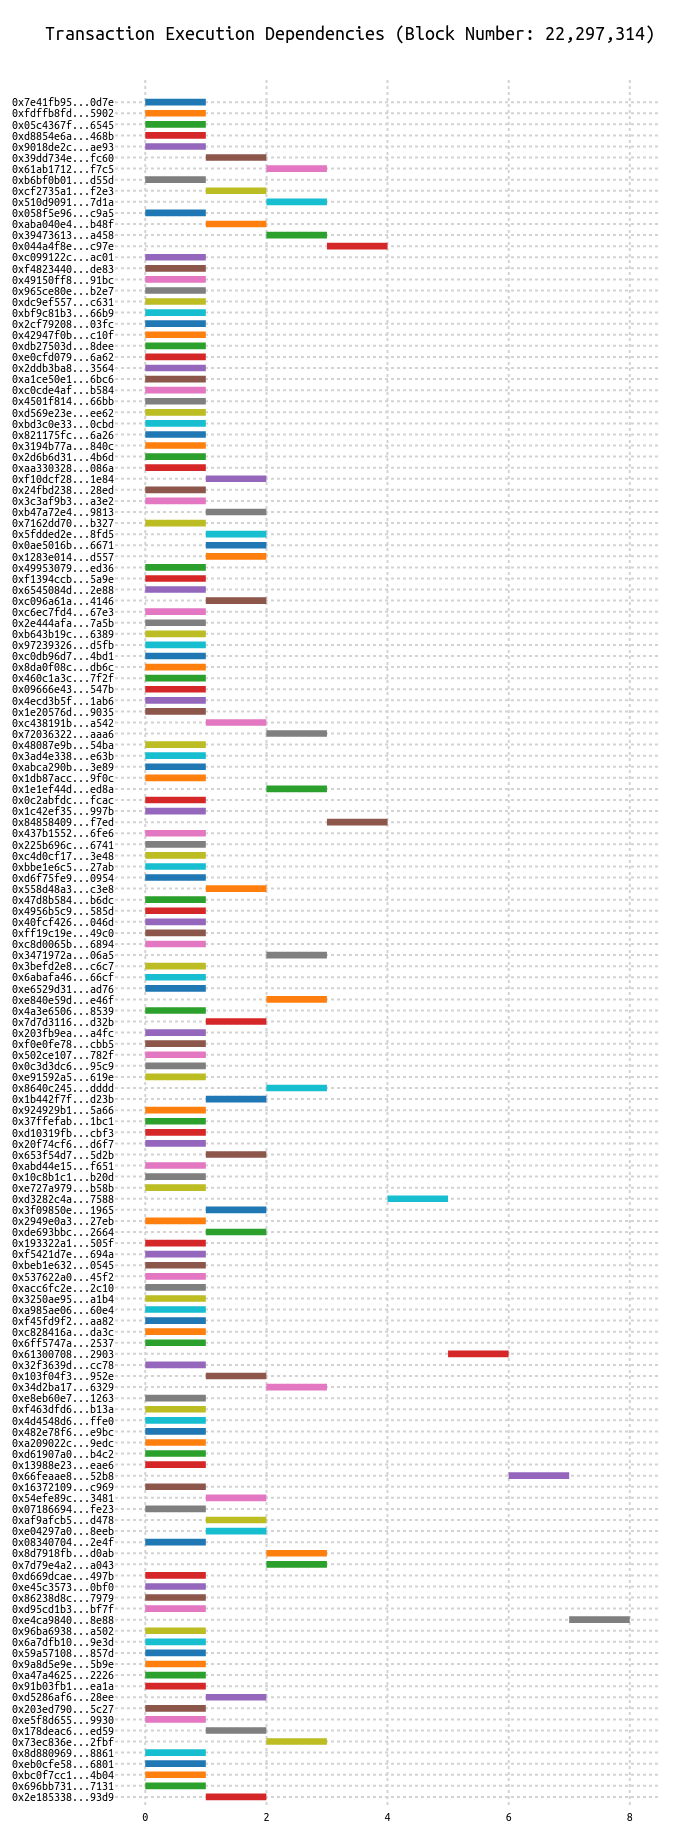 Transaction Execution Dependencies (Block Number: 22,297,314)
0x7e41fb95...0d7e
0xfdffb8fd...5902
0x05c4367f...6545
0xd8854e6a...468b
0x9018de2c...ae93
0x39dd734e...fc60
0x61ab1712...f7c5
0xb6bf0b01...d55d
0xcf2735a1...f2e3
0x510d9091...7d1a
0x058f5e96...c9a5
0xaba040e4...b48f
0x39473613...a458
0x044a4f8e...c97e
0xc099122c...ac01
0xf4823440...de83
0x49150ff8...91bc
0x965ce80e...b2e7
0xdc9ef557...c631
0xbf9c81b3...66b9
0x2cf79208...03fc
0x42947f0b...c10f
0xdb27503d...8dee
0xe0cfd079...6a62
0x2ddb3ba8...3564
0xa1ce50e1...6bc6
0xc0cde4af...b584
0x4501f814...66bb
0xd569e23e...ee62
0xbd3c0e33...0cbd
0x821175fc...6a26
0x3194b77a...840c
0x2d6b6d31...4b6d
0xaa330328...086a
0xf10dcf28...1e84
0x24fbd238...28ed
0x3c3af9b3...a3e2
0xb47a72e4...9813
0x7162dd70...b327
0x5fdded2e...8fd5
0x0ae5016b...6671
0x1283e014...d557
0x49953079...ed36
0xf1394ccb...5a9e
0x6545084d...2e88
0xc096a61a...4146
0xc6ec7fd4...67e3
0x2e444afa...7a5b
0xb643b19c...6389
0x97239326...d5fb
0xc0db96d7...4bd1
0x8da0f08c...db6c
0x460c1a3c...7f2f
0x09666e43...547b
0x4ecd3b5f...1ab6
0x1e20576d...9035
0xc438191b...a542
0x72036322...aaa6
0x48087e9b...54ba
0x3ad4e338...e63b
0xabca290b...3e89
0x1db87acc...9f0c
0x1e1ef44d...ed8a
0x0c2abfdc...fcac
0x1c42ef35...997b
0x84858409...f7ed
0x437b1552...6fe6
0x225b696c...6741
0xc4d0cf17...3e48
0xbbe1e6c5...27ab
0xd6f75fe9...0954
0x558d48a3...c3e8
0x47d8b584...b6dc
0x4956b5c9...585d
0x40fcf426...046d
0xff19c19e...49c0
0xc8d0065b...6894
0x3471972a...06a5
0x3befd2e8...c6c7
0x6abafa46...66cf
0xe6529d31...ad76
0xe840e59d...e46f
0x4a3e6506...8539
0x7d7d3116...d32b
0x203fb9ea...a4fc
0xf0e0fe78...cbb5
0x502ce107...782f
0x0c3d3dc6...95c9
0xe91592a5...619e
0x8640c245...dddd
0x1b442f7f...d23b
0x924929b1...5a66
0x37ffefab...1bc1
0xd10319fb...cbf3
0x20f74cf6...d6f7
0x653f54d7...5d2b
0xabd44e15...f651
0x10c8b1c1...b20d
0xe727a979...b58b
0xd3282c4a...7588
0x3f09850e...1965
0x2949e0a3...27eb
0xde693bbc...2664
0x193322a1...505f
0xf5421d7e...694a
0xbeb1e632...0545
0x537622a0...45f2
0xacc6fc2e...2c10
0x3250ae95...a1b4
0xa985ae06...60e4
0xf45fd9f2...aa82
0xc828416a...da3c
0x6ff5747a...2537
0x61300708...2903
0x32f3639d...cc78
0x103f04f3...952e
0x34d2ba17...6329
0xe8eb60e7...1263
0xf463dfd6...b13a
0x4d4548d6...ffe0
0x482e78f6...e9bc
0xa209022c...9edc
0xd61907a0...b4c2
0x13988e23...eae6
0x66feaae8...52b8
0x16372109...c969
0x54efe89c...3481
0x07186694...fe23
0xaf9afcb5...d478
0xe04297a0...8eeb
0x08340704...2e4f
0x8d7918fb...d0ab
0x7d79e4a2...a043
0xd669dcae...497b
0xe45c3573...0bf0
0x86238d8c...7979
0xd95cd1b3...bf7f
0xe4ca9840...8e88
0x96ba6938...a502
0x6a7dfb10...9e3d
0x59a57108...857d
0x9a8d5e9e...5b9e
0xa47a4625...2226
0x91b03fb1...ea1a
0xd5286af6...28ee
0x203ed790...5c27
0xe5f8d655...9930
0x178deac6...ed59
0x73ec836e...2fbf
0x8d880969...8861
0xeb0cfe58...6801
0xbc0f7cc1...4b04
0x696bb731...7131
0x2e185338...93d9
0 2 4 6 8